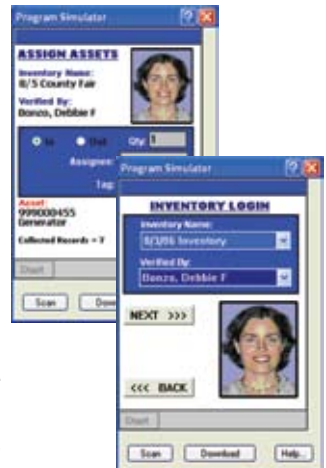 Program Simulator
ASSIGN ASSETS
Inventory Name:
8/5 County Fair
Verified By:
Bonzo, Debbie F
In Out Qty: 1
Assignee:
Tag:
Asset:
999000455
Generator
Collected Records = 7
Start
Scan Down
Program Simulator
INVENTORY LOGIN
Inventory Name:
8/3/06 Inventory
Verified By:
Bonzo, Debbie F
NEXT >>>
<<< BACK
Start
Scan Download Help...